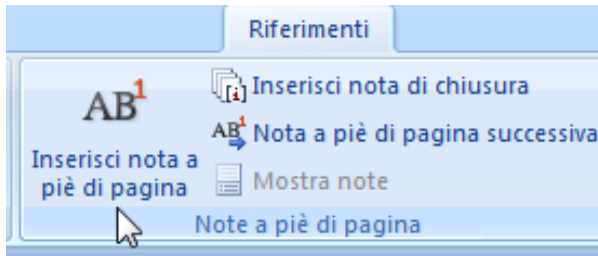 Riferimenti
AB1
Inserisci nota a
piè di pagina
Inserisci nota di chiusura
AB1 Nota a piè di pagina successiva
Mostra note
Note a piè di pagina